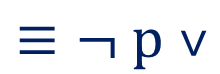 ≡ ¬ p ∨